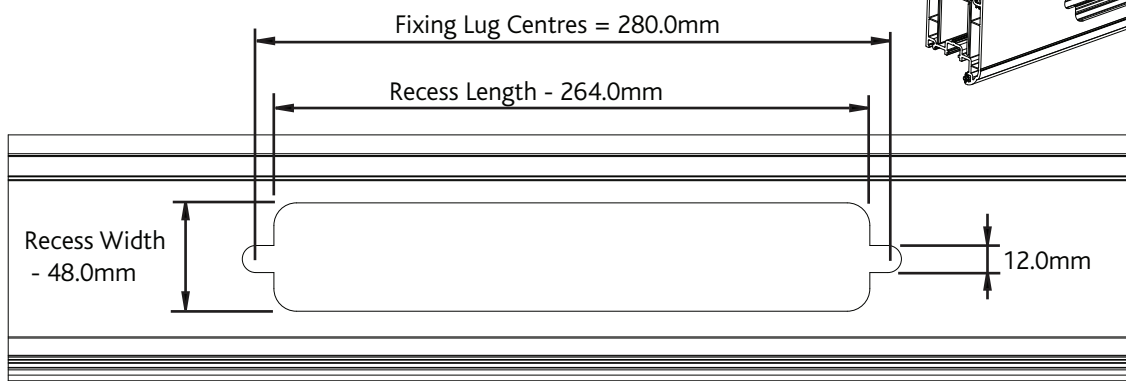 Fixing Lug Centres = 280.0mm
Recess Length - 264.0mm
Recess Width
- 48.0mm
12.0mm